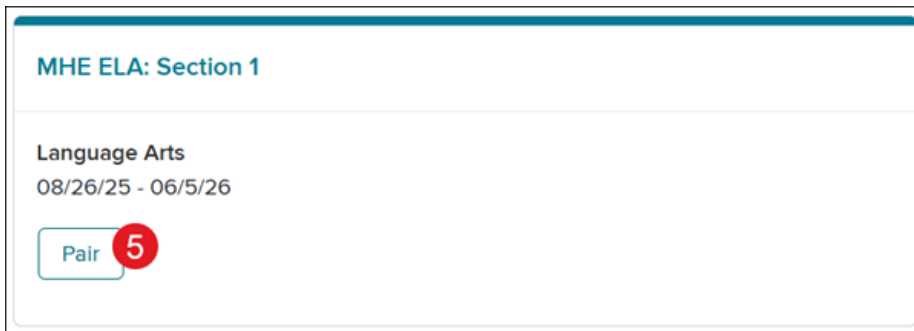 MHE ELA: Section 1
Language Arts
08/26/25 - 06/5/26
Pair 5